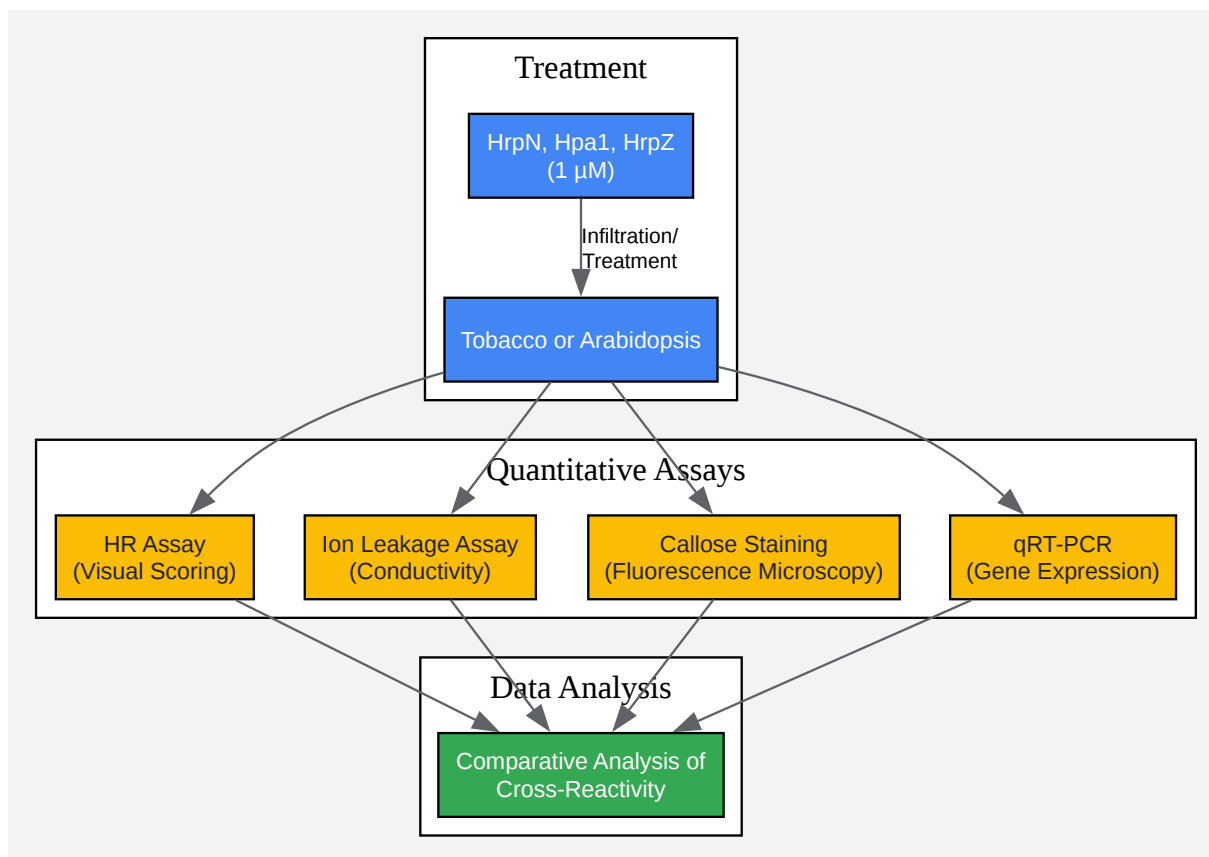 Treatment
HrpN, Hpa1, HrpZ
(1 µM)
Infiltration/
Treatment
Tobacco or Arabidopsis
Quantitative Assays
HR Assay
(Visual Scoring)
Ion Leakage Assay
(Conductivity)
Callose Staining
(Fluorescence Microscopy)
qRT-PCR
(Gene Expression)
Data Analysis
Comparative Analysis of
Cross-Reactivity